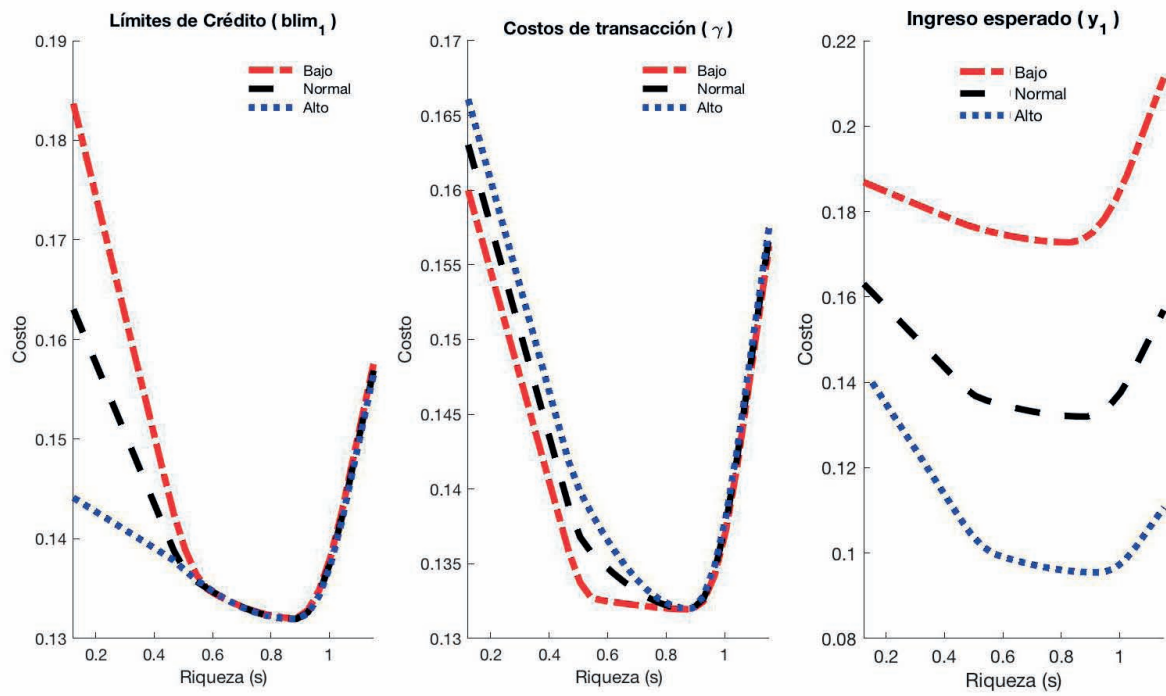 Límites de Crédito ( blim₁ )
0.19
0.18
0.17
0.16
0.15
0.14
0.13
Costo
Bajo
Normal
Alto
0.2 0.4 0.6 0.8 1
Riqueza (s)
Costos de transacción ( γ )
0.17
0.165
0.16
0.155
0.15
0.145
0.14
0.135
0.13
Costo
Bajo
Normal
Alto
0.2 0.4 0.6 0.8 1
Riqueza (s)
Ingreso esperado ( y₁ )
0.22
0.2
0.18
0.16
0.14
0.12
0.1
0.08
Costo
Bajo
Normal
Alto
0.2 0.4 0.6 0.8 1
Riqueza (s)